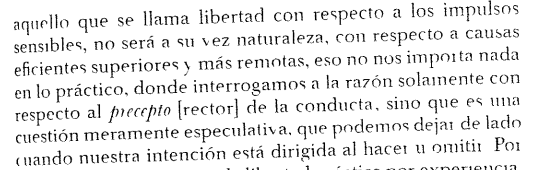 aquello que se llama libertad con respecto a los impulsos
sensibles, no será a su vez naturaleza, con respecto a causas
eficientes superiores y más remotas, eso no nos importa nada
en lo práctico, donde interrogamos a la razón solamente con
respecto al precepto [rector] de la conducta, sino que es una
cuestión meramente especulativa, que podemos dejar de lado
cuando nuestra intención está dirigida al hacer u omitir Por
libertad por experiencia